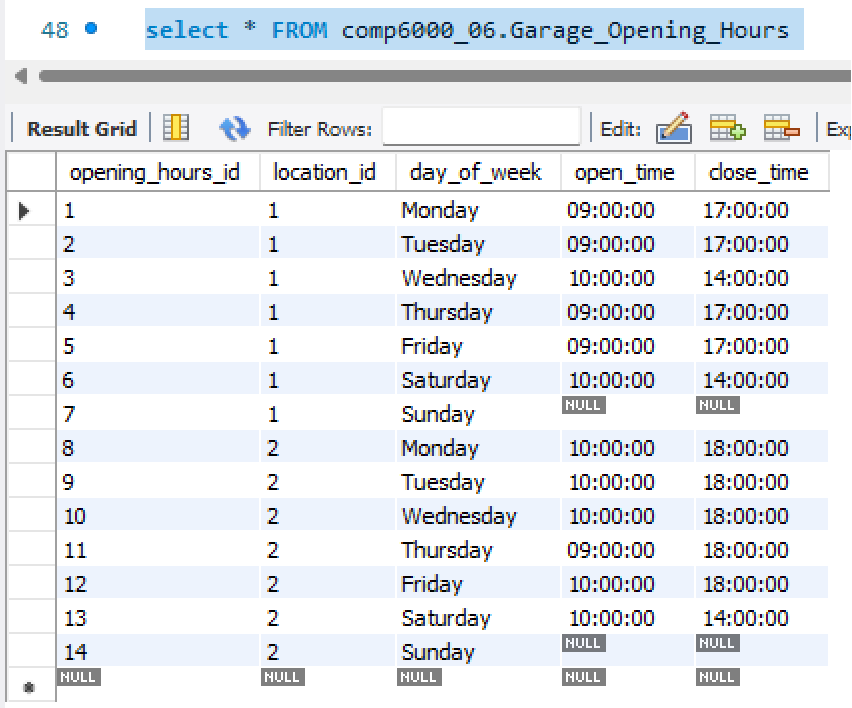 48 select * FROM comp6000_06.Garage_Opening_Hours
Result Grid Filter Rows: Edit: Exp
opening_hours_id location_id day_of_week open_time close_time
1 1 Monday 09:00:00 17:00:00
2 1 Tuesday 09:00:00 17:00:00
3 1 Wednesday 10:00:00 14:00:00
4 1 Thursday 09:00:00 17:00:00
5 1 Friday 09:00:00 17:00:00
6 1 Saturday 10:00:00 14:00:00
7 1 Sunday NULL NULL
8 2 Monday 10:00:00 18:00:00
9 2 Tuesday 10:00:00 18:00:00
10 2 Wednesday 10:00:00 18:00:00
11 2 Thursday 09:00:00 18:00:00
12 2 Friday 10:00:00 18:00:00
13 2 Saturday 10:00:00 14:00:00
14 2 Sunday NULL NULL
NULL NULL NULL NULL NULL